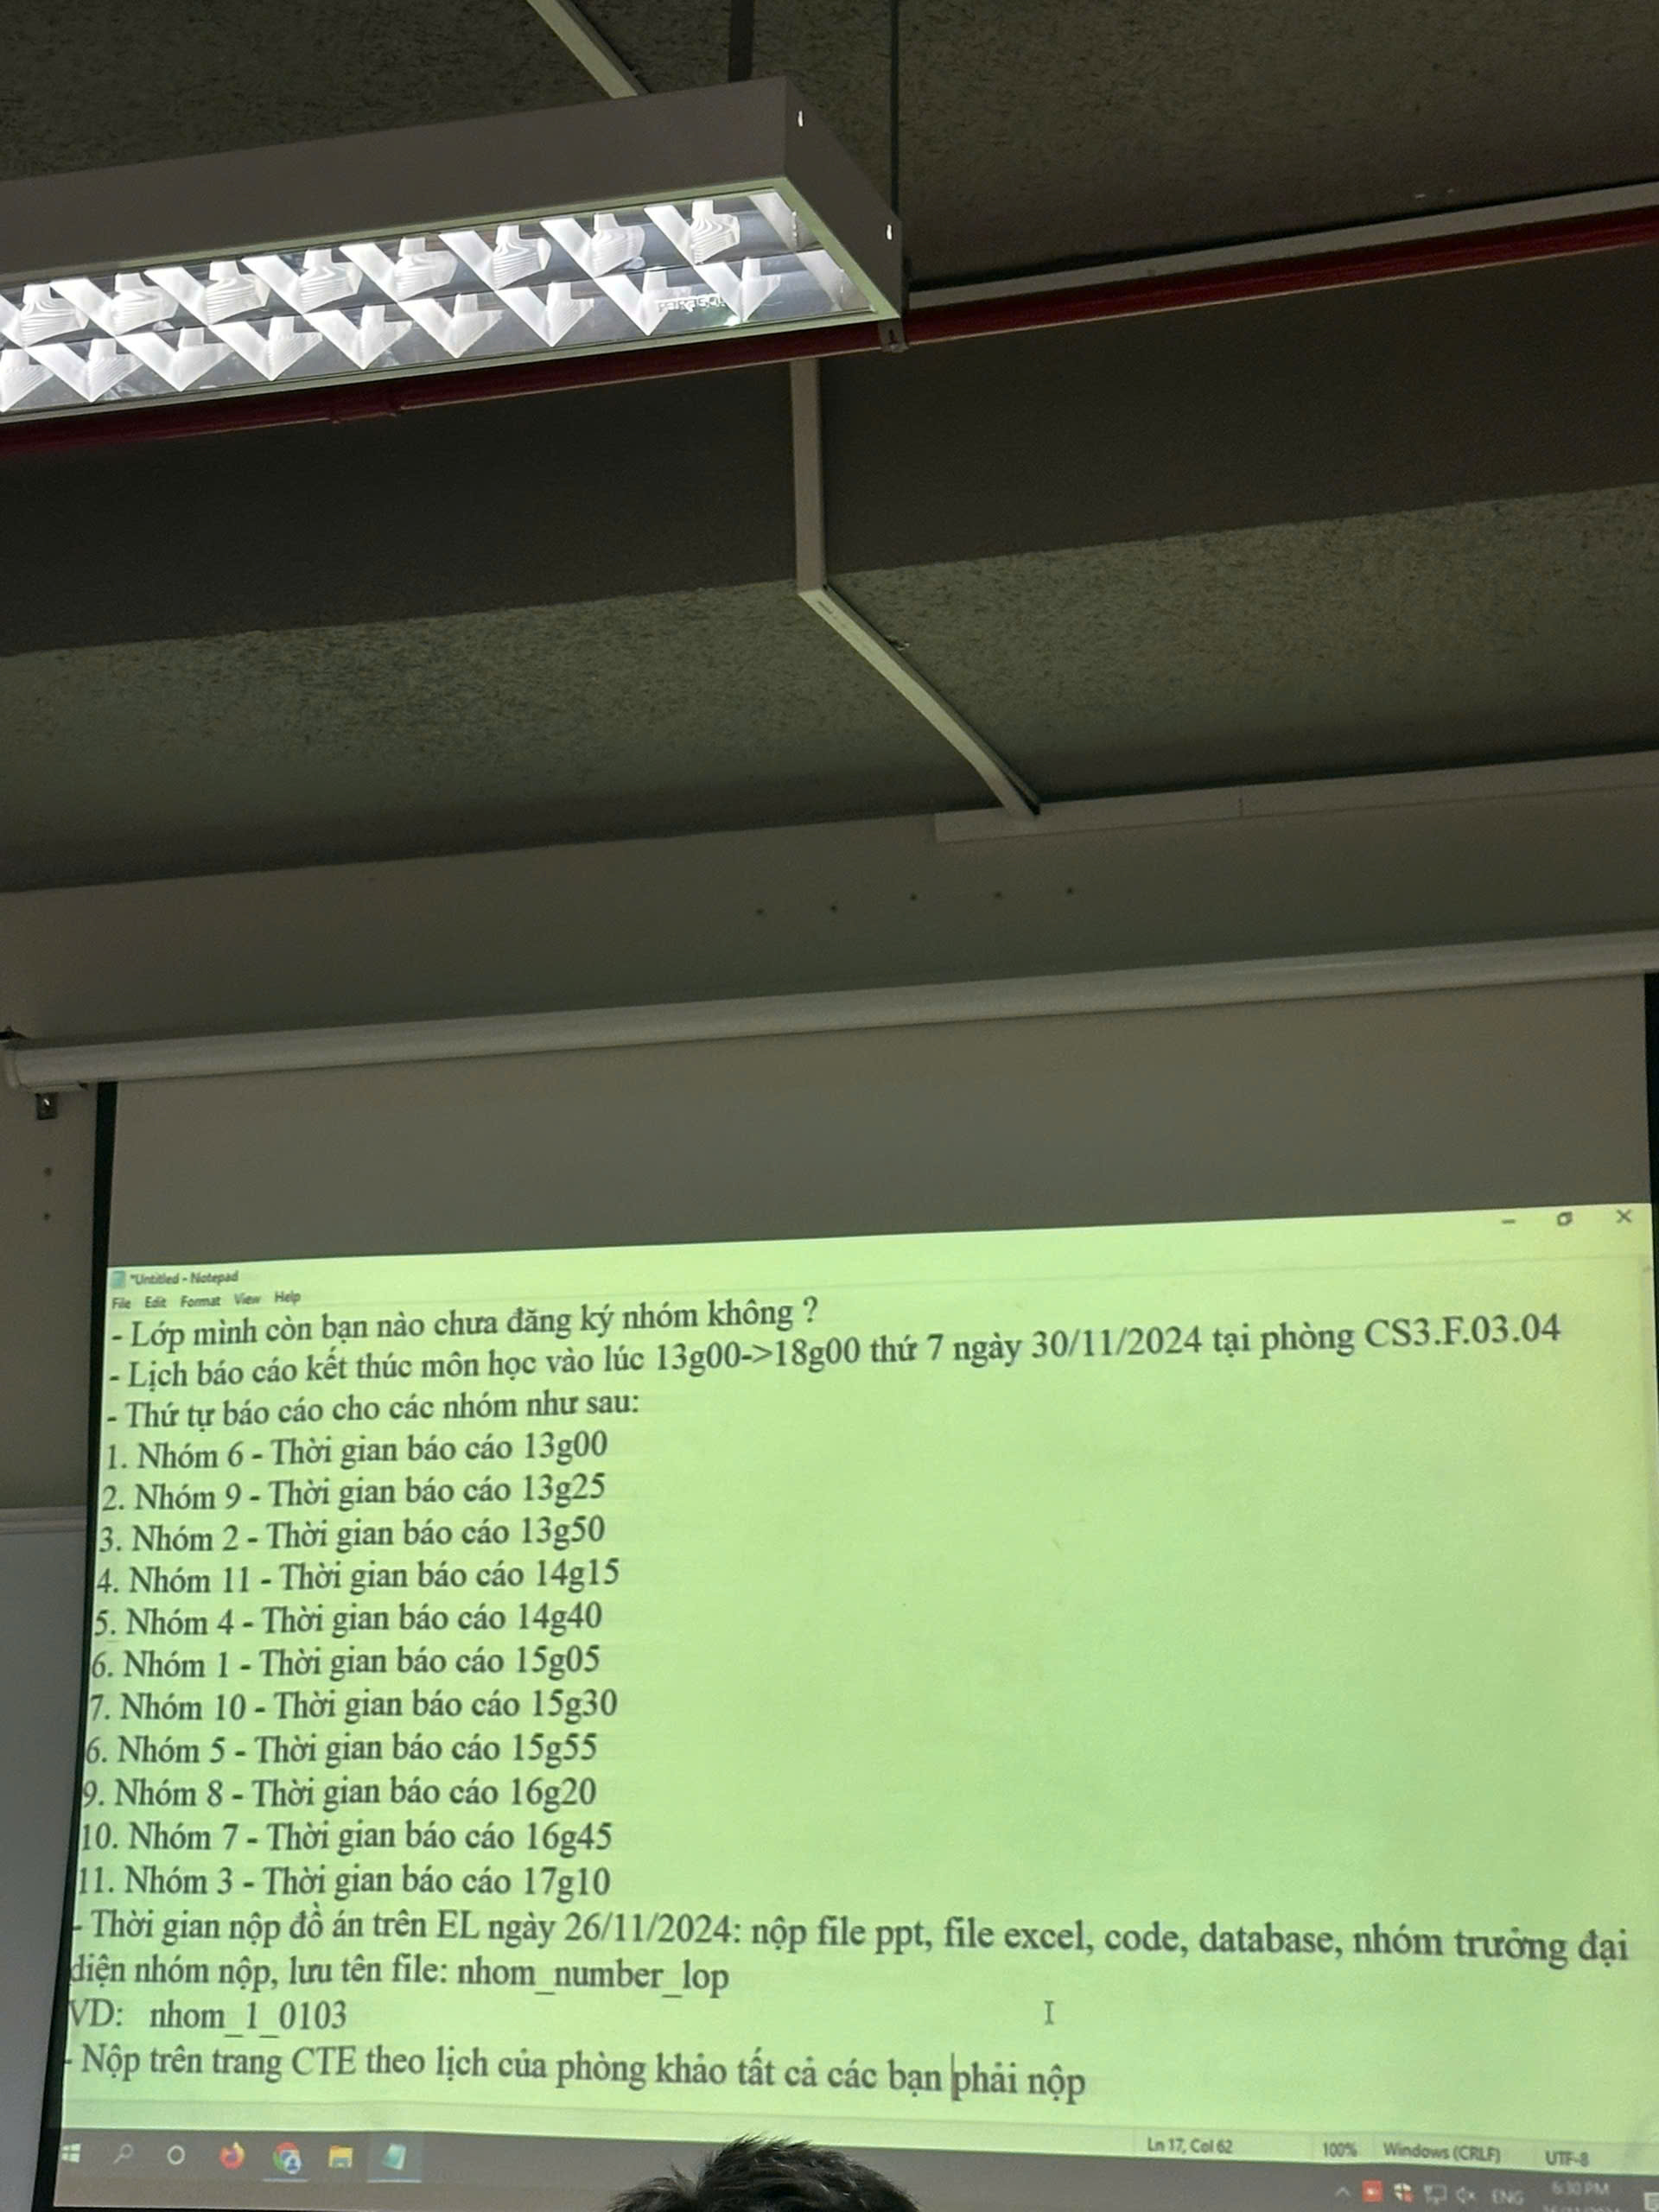 *Untitled - Notepad
File Edit Format View Help
- Lớp mình còn bạn nào chưa đăng ký nhóm không ?
- Lịch báo cáo kết thúc môn học vào lúc 13g00->18g00 thứ 7 ngày 30/11/2024 tại phòng CS3.F.03.04
- Thứ tự báo cáo cho các nhóm như sau:
1. Nhóm 6 - Thời gian báo cáo 13g00
2. Nhóm 9 - Thời gian báo cáo 13g25
3. Nhóm 2 - Thời gian báo cáo 13g50
4. Nhóm 11 - Thời gian báo cáo 14g15
5. Nhóm 4 - Thời gian báo cáo 14g40
6. Nhóm 1 - Thời gian báo cáo 15g05
7. Nhóm 10 - Thời gian báo cáo 15g30
6. Nhóm 5 - Thời gian báo cáo 15g55
9. Nhóm 8 - Thời gian báo cáo 16g20
10. Nhóm 7 - Thời gian báo cáo 16g45
11. Nhóm 3 - Thời gian báo cáo 17g10
- Thời gian nộp đồ án trên EL ngày 26/11/2024: nộp file ppt, file excel, code, database, nhóm trưởng đại
diện nhóm nộp, lưu tên file: nhom_number_lop
VD: nhom_1_0103
- Nộp trên trang CTE theo lịch của phòng khảo tất cả các bạn phải nộp
Ln 17, Col 62 100% Windows (CRLF) UTF-8
ENG 6:30 PM